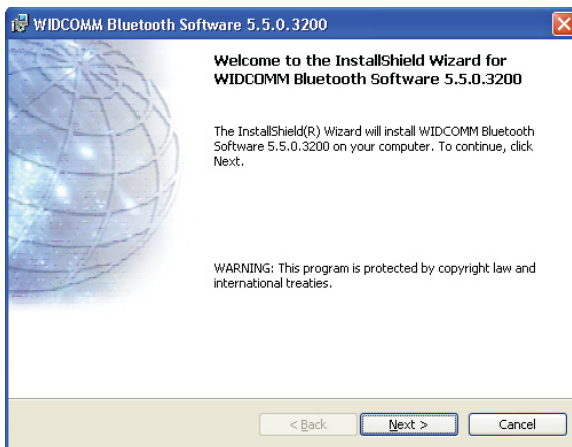 WIDCOMM Bluetooth Software 5.5.0.3200
Welcome to the InstallShield Wizard for
WIDCOMM Bluetooth Software 5.5.0.3200
The InstallShield(R) Wizard will install WIDCOMM Bluetooth
Software 5.5.0.3200 on your computer. To continue, click
Next.
WARNING: This program is protected by copyright law and
international treaties.
< Back
Next >
Cancel